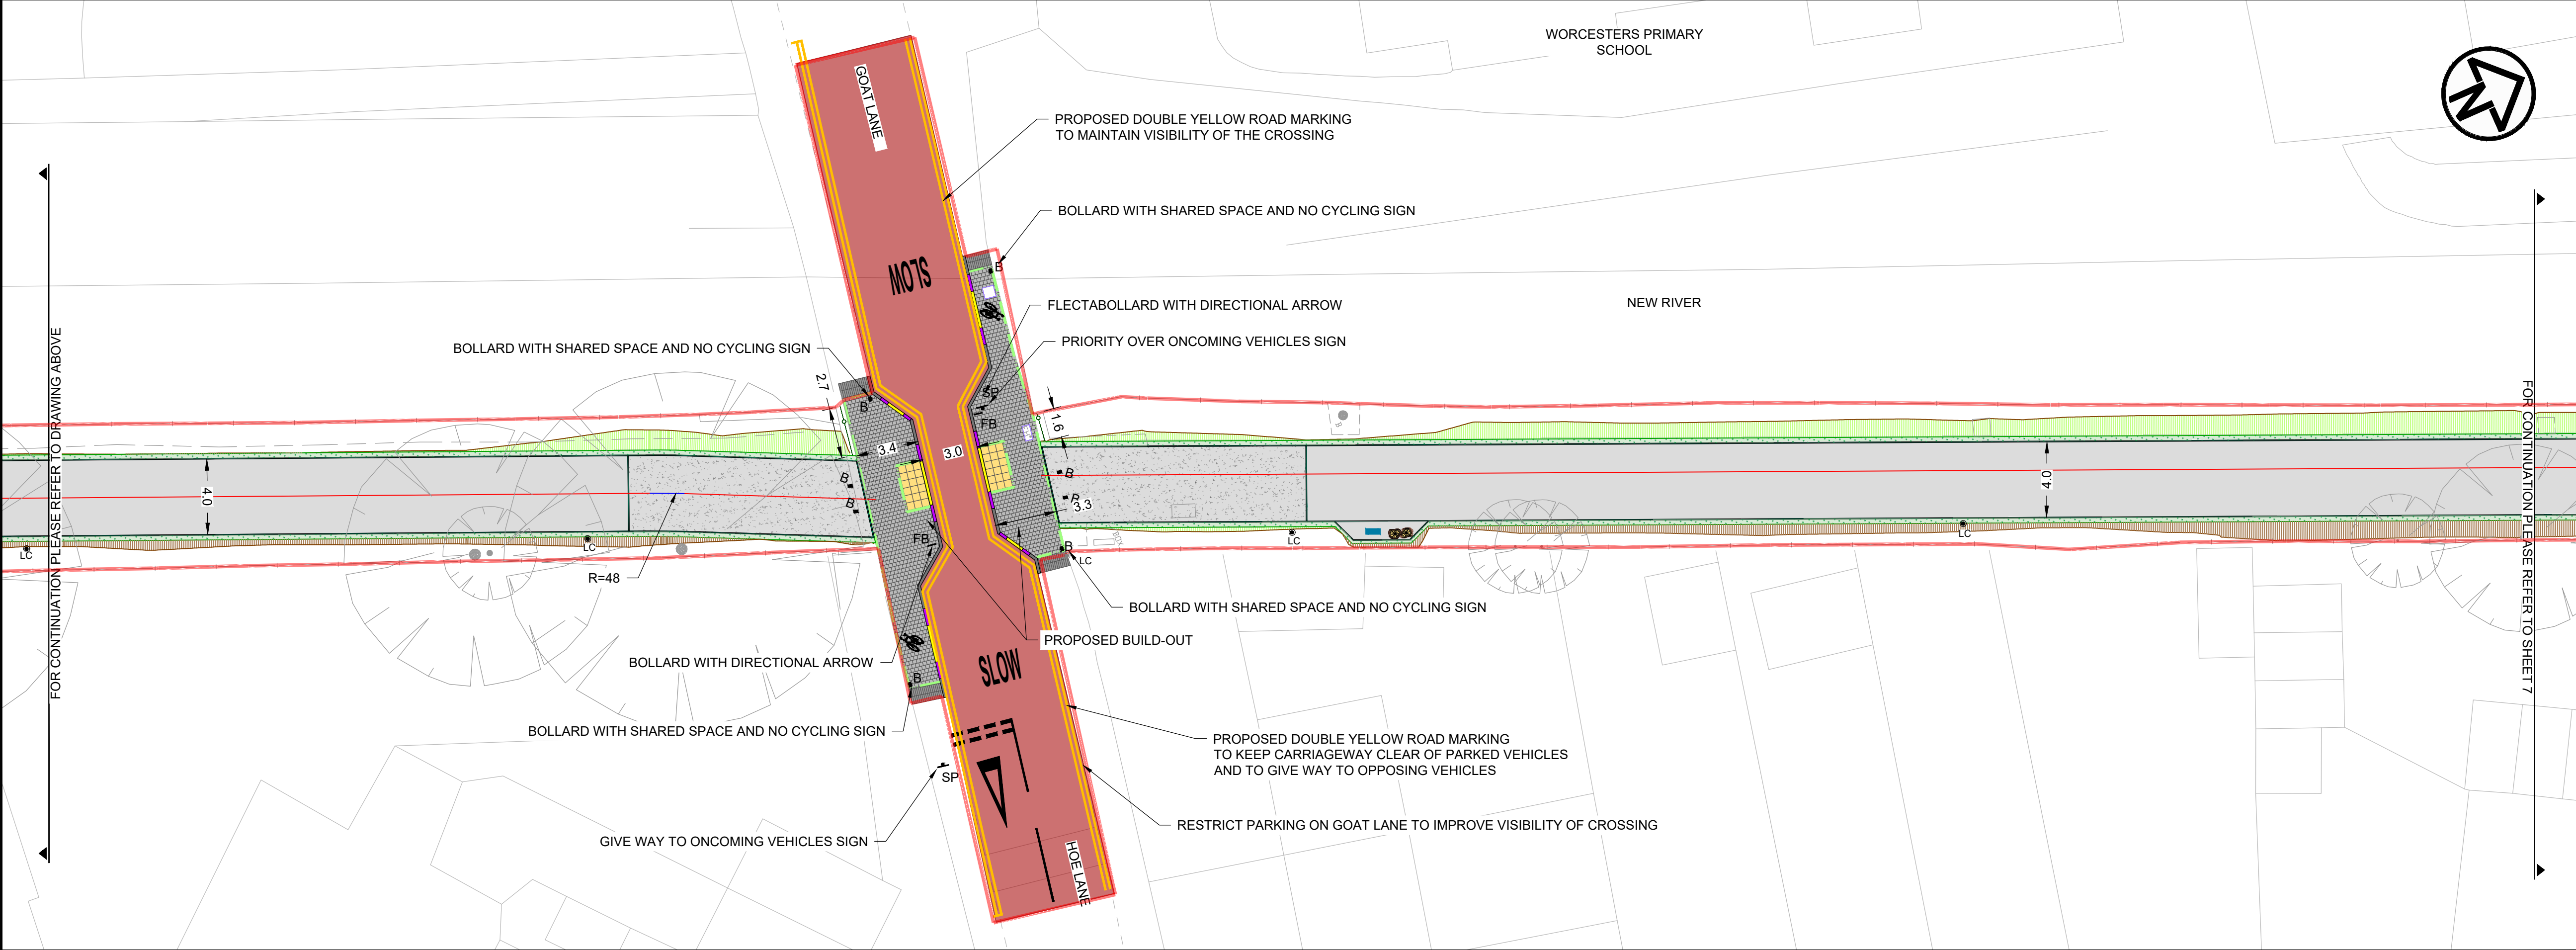 WORCESTERS PRIMARY
SCHOOL
N
GOAT LANE
PROPOSED DOUBLE YELLOW ROAD MARKING
TO MAINTAIN VISIBILITY OF THE CROSSING
BOLLARD WITH SHARED SPACE AND NO CYCLING SIGN
B
SLOW
FLECTABOLLARD WITH DIRECTIONAL ARROW
NEW RIVER
PRIORITY OVER ONCOMING VEHICLES SIGN
BOLLARD WITH SHARED SPACE AND NO CYCLING SIGN
FOR CONTINUATION PLEASE REFER TO DRAWING ABOVE
FOR CONTINUATION PLEASE REFER TO SHEET 7
2.7
B
SP
FB
1.6
3.4
3.0
4.0
B
B
B
B
3.3
4.0
LC
LC
FB
B
LC
LC
LC
R=48
BOLLARD WITH SHARED SPACE AND NO CYCLING SIGN
PROPOSED BUILD-OUT
BOLLARD WITH DIRECTIONAL ARROW
SLOW
B
BOLLARD WITH SHARED SPACE AND NO CYCLING SIGN
PROPOSED DOUBLE YELLOW ROAD MARKING
TO KEEP CARRIAGEWAY CLEAR OF PARKED VEHICLES
AND TO GIVE WAY TO OPPOSING VEHICLES
SP
RESTRICT PARKING ON GOAT LANE TO IMPROVE VISIBILITY OF CROSSING
GIVE WAY TO ONCOMING VEHICLES SIGN
HOE LANE